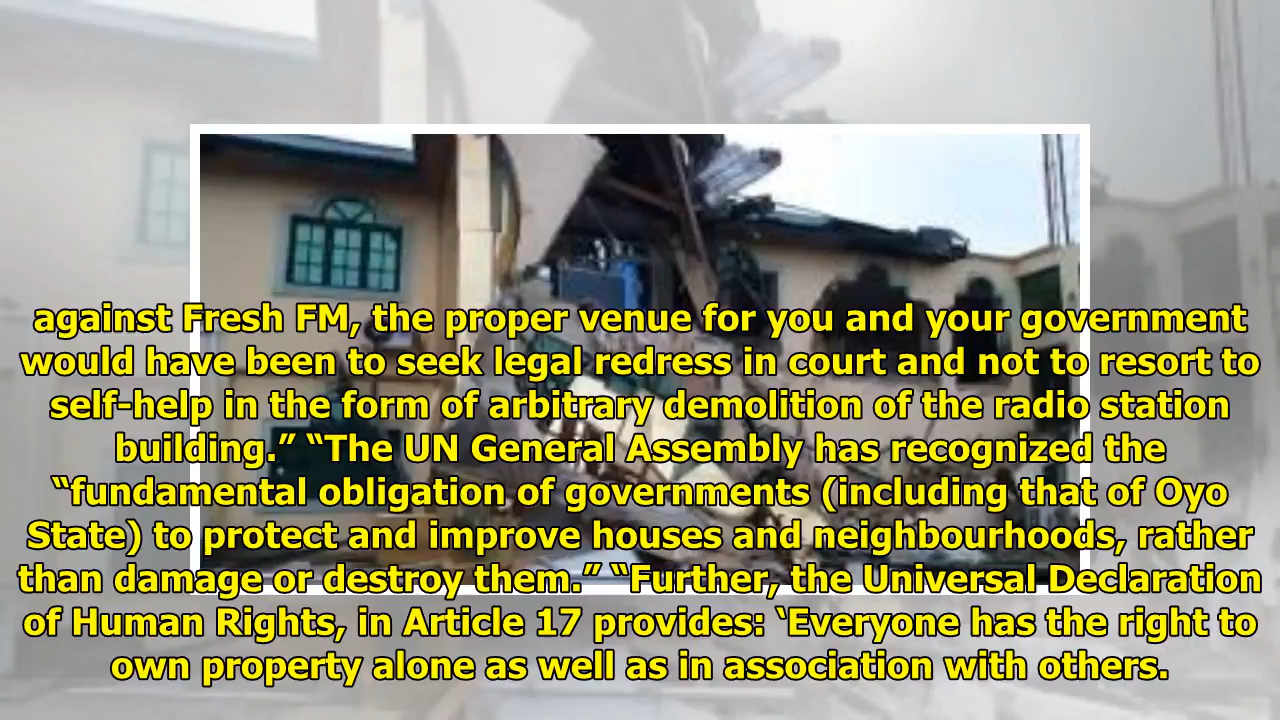 against Fresh FM, the proper venue for you and your government
would have been to seek legal redress in court and not to resort to
self-help in the form of arbitrary demolition of the radio station
building.” “The UN General Assembly has recognized the
“fundamental obligation of governments (including that of Oyo
State) to protect and improve houses and neighbourhoods, rather
than damage or destroy them.” “Further, the Universal Declaration
of Human Rights, in Article 17 provides: ‘Everyone has the right to
own property alone as well as in association with others.